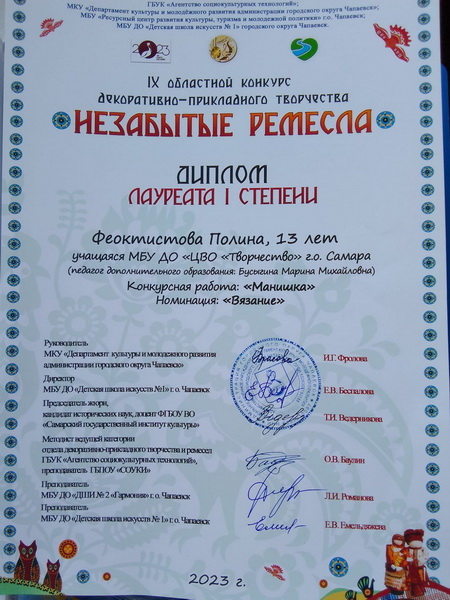 ГБУК «Агентство социокультурных технологий»;
МКУ «Департамент культуры и молодёжного развития администрации городского округа Чапаевск»;
МБУ «Ресурсный центр развития культуры, туризма и молодежной политики» г.о. Чапаевск;
МБУ ДО «Детская школа искусств № 1» городского округа Чапаевск.
2023
IX областной конкурс
декоративно-прикладного творчества
НЕЗАБЫТЫЕ РЕМЕСЛА
ДИПЛОМ
ЛАУРЕАТА I СТЕПЕНИ
Феоктистова Полина, 13 лет
учащаяся МБУ ДО «ЦВО «Творчество» г.о. Самара
(педагог дополнительного образования: Бусыгина Марина Михайловна)
Конкурсная работа: «Манишка»
Номинация: «Вязание»
Руководитель
МКУ «Департамент культуры и молодежного развития
администрации городского округа Чапаевск»
И.Г. Фролова
Директор
МБУ ДО «Детская школа искусств №1» г. о. Чапаевск
Е.В. Беспалова
Председатель жюри,
кандидат исторических наук, доцент ФГБОУ ВО
«Самарский государственный институт культуры»
Т.И. Ведерникова
Методист ведущей категории
отдела декоративно-прикладного творчества и ремесел
ГБУК «Агентство социокультурных технологий»,
преподаватель ГБПОУ «СОУКИ»
О.В. Баулин
Преподаватель
МБУ ДО «ДШИ № 2 «Гармония» г. о. Чапаевск
Л.И. Романова
Преподаватель
МБУ ДО «Детская школа искусств № 1» г. о. Чапаевск
2023 г.